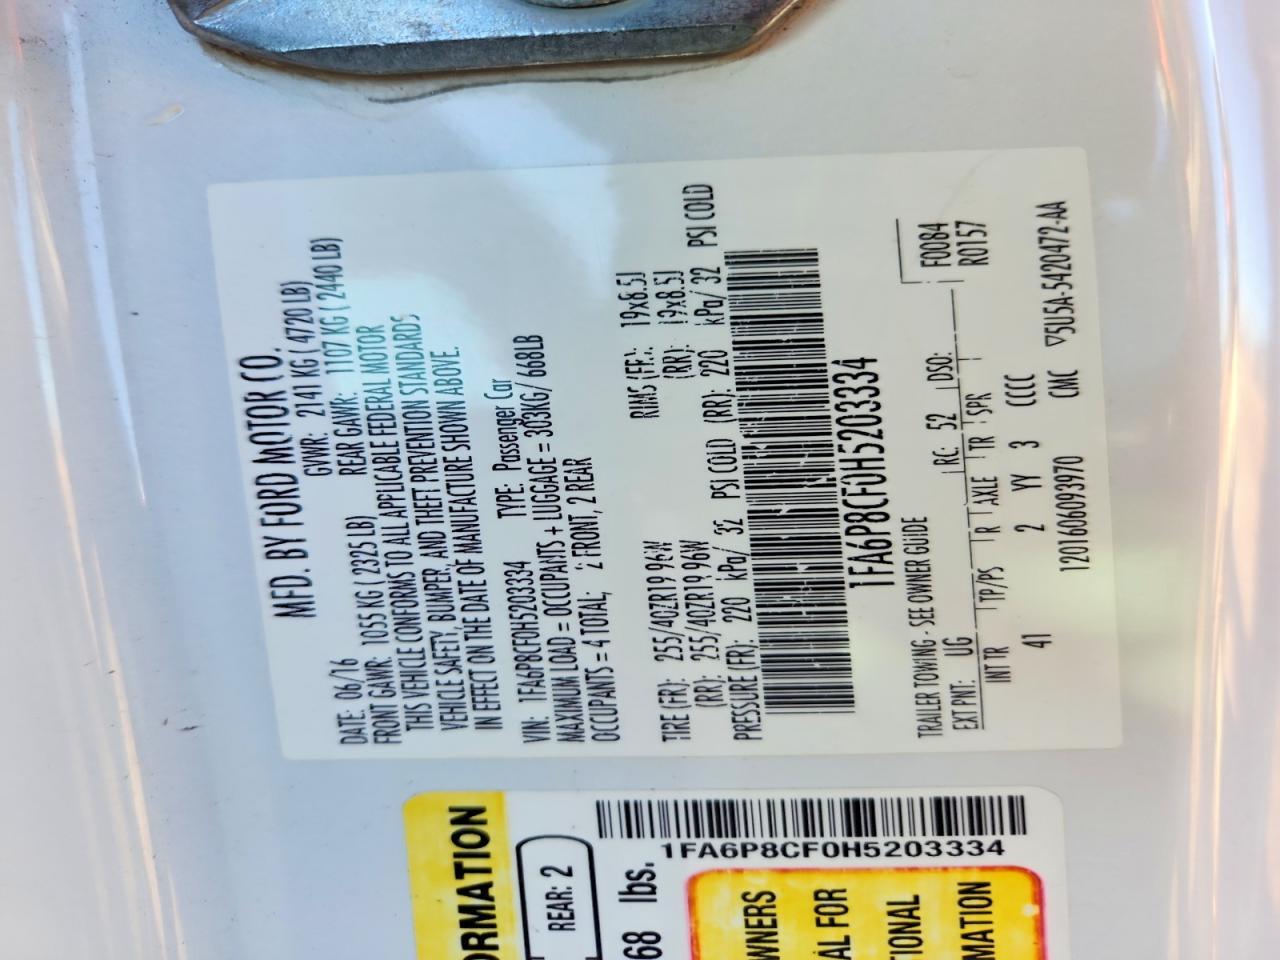 MFD. BY FORD MOTOR CO.
DATE: 06/16 GVWR: 2141 KG ( 4720 LB)
FRONT GAWR: 1055 KG ( 2325 LB) REAR GAWR: 1107 KG ( 2440 LB)
THIS VEHICLE CONFORMS TO ALL APPLICABLE FEDERAL MOTOR
VEHICLE SAFETY, BUMPER, AND THEFT PREVENTION STANDARDS
IN EFFECT ON THE DATE OF MANUFACTURE SHOWN ABOVE.
VIN: 1FA6P8CF0H5203334 TYPE: Passenger Car
MAXIMUM LOAD = OCCUPANTS + LUGGAGE = 303KG/ 668LB
OCCUPANTS = 4 TOTAL, 2 FRONT, 2 REAR
TIRE (FR): 255/40ZR19 96W RIMS (FR): 19x8.5J
(RR): 255/40ZR19 96W (RR): 19x8.5J
PRESSURE (FR): 220 kPa/ 32 PSI COLD (RR): 220 kPa/ 32 PSI COLD
1FA6P8CF0H5203334
F0084
R0157
TRAILER TOWING - SEE OWNER GUIDE
EXT PNT: UG RC: 52 DSO:
INT TR TP/PS R AXLE TR SPR
41 2 YY 3 CCCC
120160609397​0 CMC ▽5U5A-5420472-AA
ORMATION
REAR: 2
68 lbs.
1FA6P8CF0H5203334
WNERS
AL FOR
IONAL
MATION